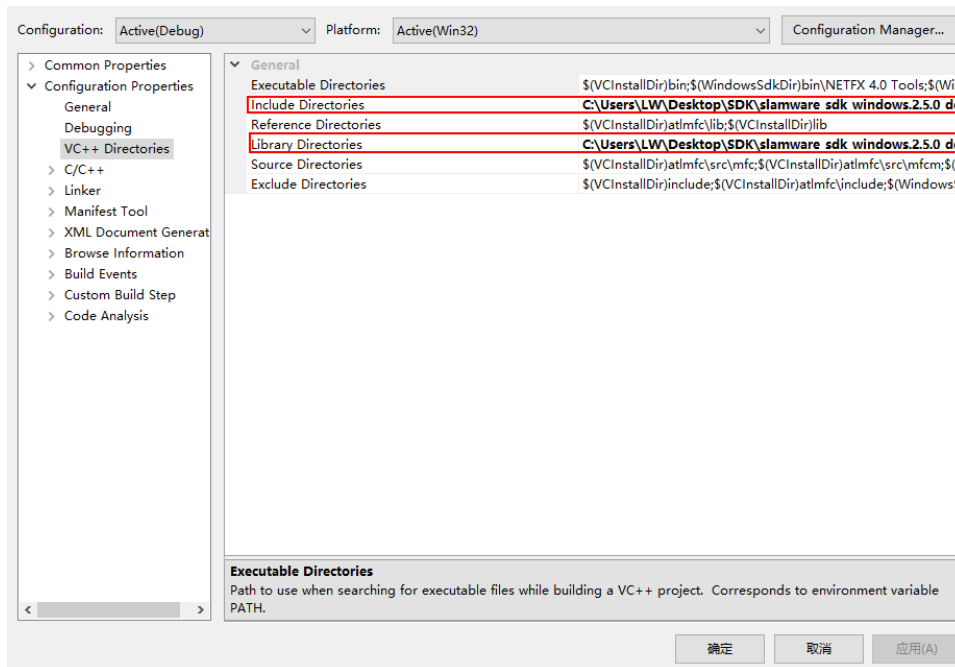 Configuration: Active(Debug) Platform: Active(Win32) Configuration Manager...
Common Properties
Configuration Properties
General
Debugging
VC++ Directories
C/C++
Linker
Manifest Tool
XML Document Generat
Browse Information
Build Events
Custom Build Step
Code Analysis
General
Executable Directories $(VCInstallDir)bin;$(WindowsSdkDir)bin\NETFX 4.0 Tools;$(Wi
Include Directories C:\Users\LW\Desktop\SDK\slamware sdk windows.2.5.0 d
Reference Directories $(VCInstallDir)atlmfc\lib;$(VCInstallDir)lib
Library Directories C:\Users\LW\Desktop\SDK\slamware sdk windows.2.5.0 d
Source Directories $(VCInstallDir)atlmfc\src\mfc;$(VCInstallDir)atlmfc\src\mfcm;$(
Exclude Directories $(VCInstallDir)include;$(VCInstallDir)atlmfc\include;$(Windows
Executable Directories
Path to use when searching for executable files while building a VC++ project. Corresponds to environment variable
PATH.
确定 取消 应用(A)